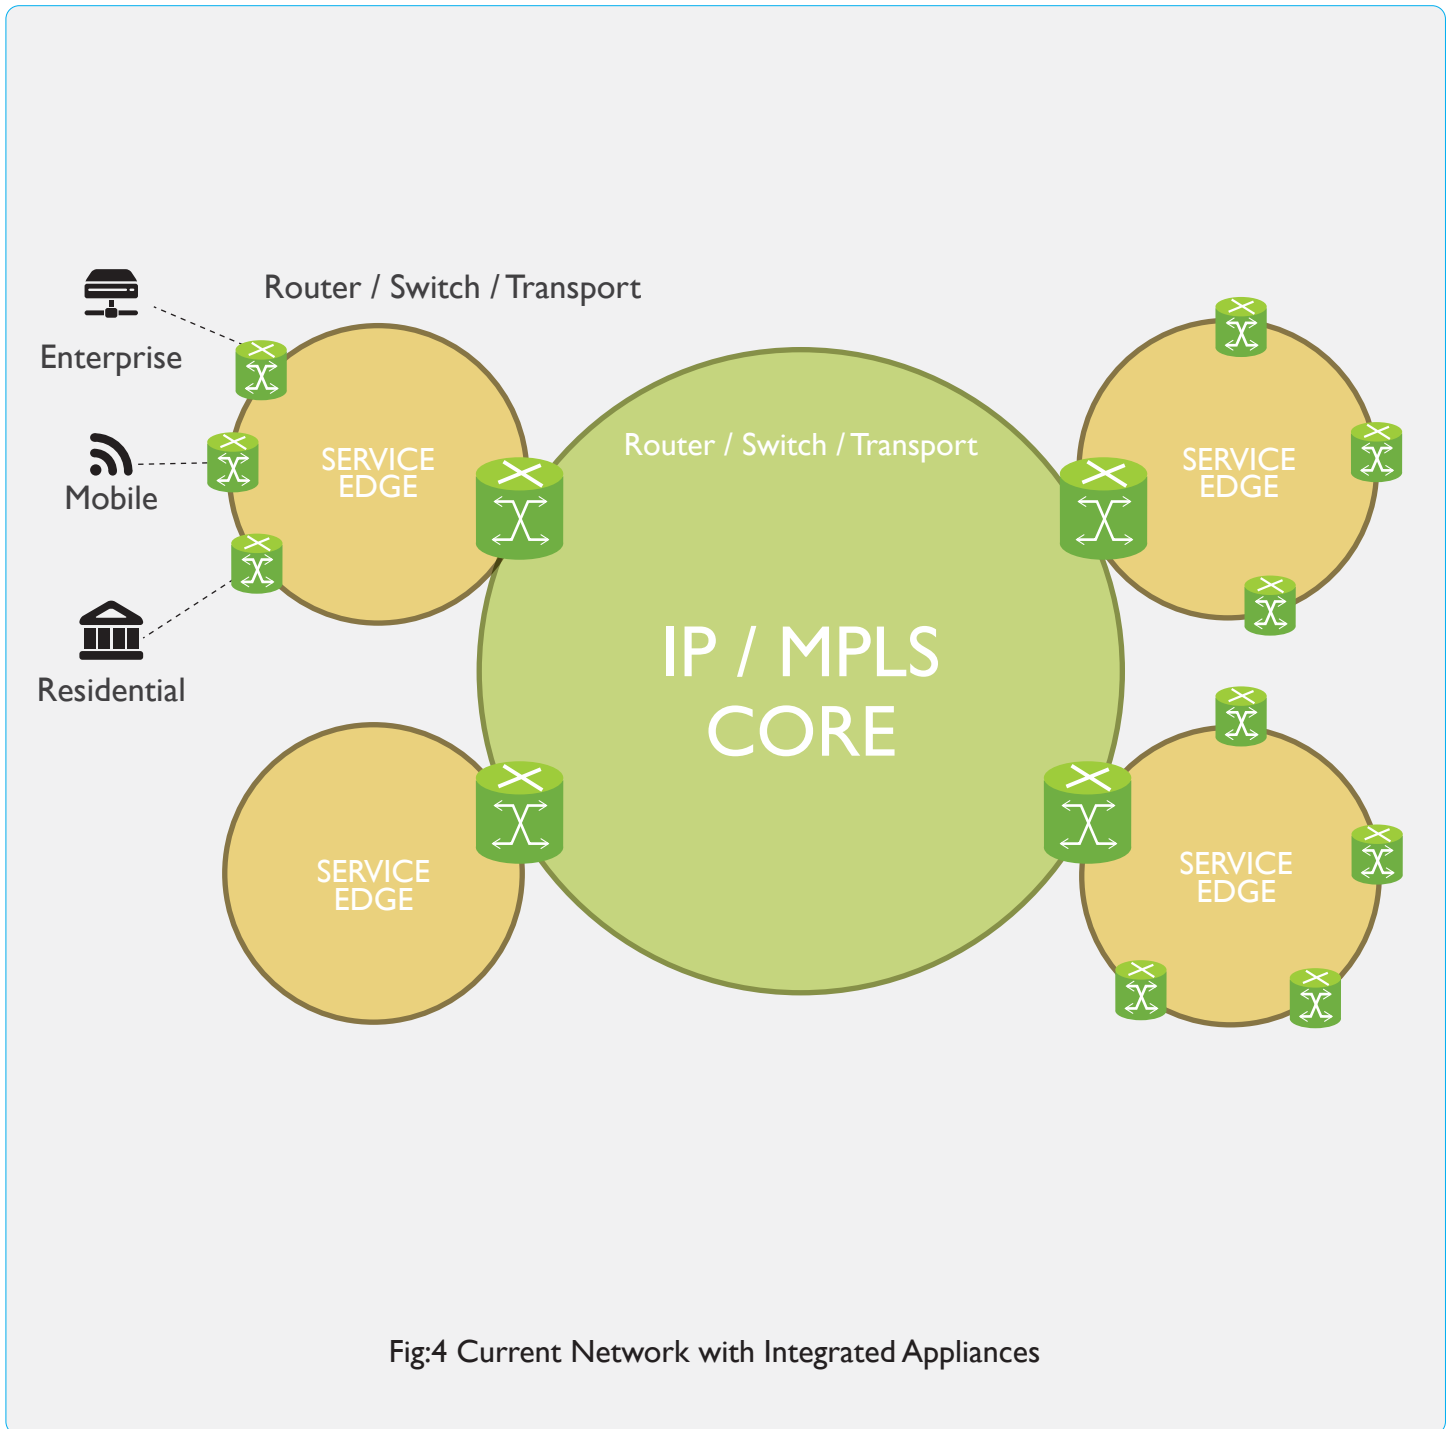 Router / Switch / Transport
Enterprise
Mobile
Residential
SERVICE
EDGE
Router / Switch / Transport
IP / MPLS
CORE
SERVICE
EDGE
SERVICE
EDGE
SERVICE
EDGE
Fig:4 Current Network with Integrated Appliances